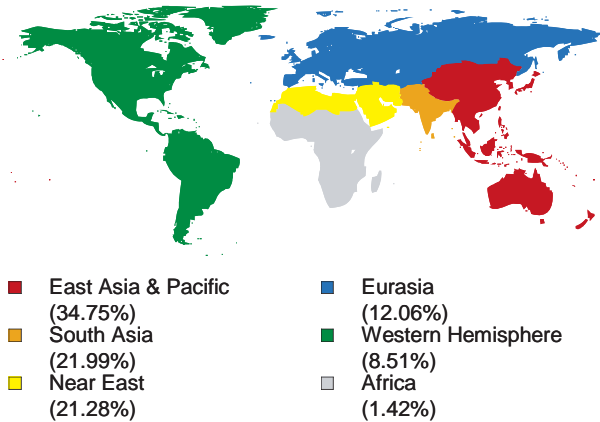 East Asia & Pacific
(34.75%)
South Asia
(21.99%)
Near East
(21.28%)
Eurasia
(12.06%)
Western Hemisphere
(8.51%)
Africa
(1.42%)